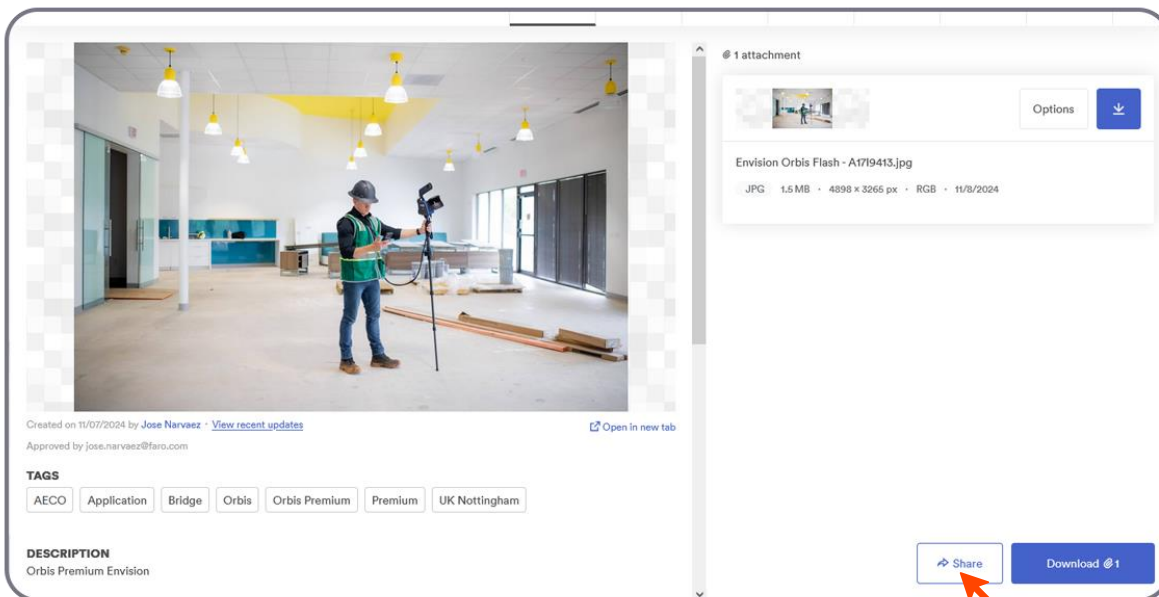 1 attachment
Options
Envision Orbis Flash - A17I9413.jpg
JPG 1.5 MB · 4898 × 3265 px · RGB · 11/8/2024
Created on 11/07/2024 by Jose Narvaez · View recent updates
Open in new tab
Approved by jose.narvaez@faro.com
TAGS
AECO Application Bridge Orbis Orbis Premium Premium UK Nottingham
DESCRIPTION
Orbis Premium Envision
Share
Download 1